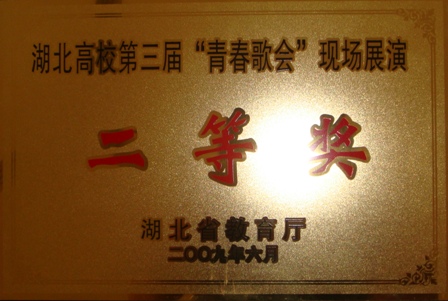 湖北高校第三届“青春歌会”现场展演
二等奖
湖北省教育厅
二〇〇九年六月